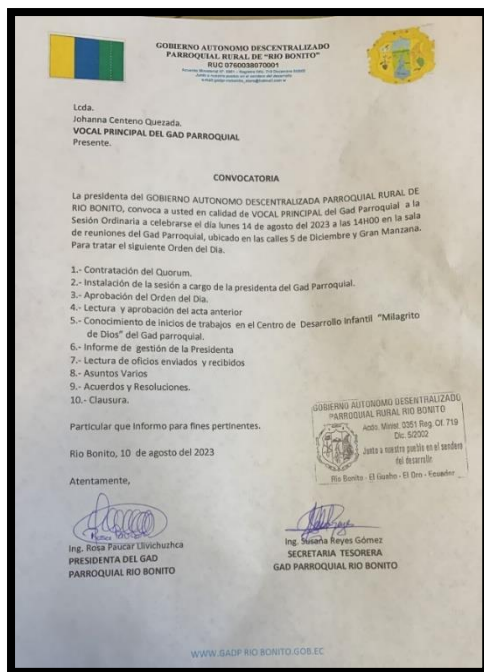 GOBIERNO AUTONOMO DESCENTRALIZADO
PARROQUIAL RURAL DE "RIO BONITO"
RUC 0760038070001
Lcda.
Johanna Centeno Quezada.
VOCAL PRINCIPAL DEL GAD PARROQUIAL
Presente.
CONVOCATORIA
La presidenta del GOBIERNO AUTONOMO DESCENTRALIZADA PARROQUIAL RURAL DE
RIO BONITO, convoca a usted en calidad de VOCAL PRINCIPAL del Gad Parroquial a la
Sesión Ordinaria a celebrarse el día lunes 14 de agosto del 2023 a las 14H00 en la sala
de reuniones del Gad Parroquial, ubicado en las calles 5 de Diciembre y Gran Manzana.
Para tratar el siguiente Orden del Dia.
1.- Contratación del Quorum.
2.- Instalación de la sesión a cargo de la presidenta del Gad Parroquial.
3.- Aprobación del Orden del Dia.
4.- Lectura y aprobación del acta anterior
5.- Conocimiento de inicios de trabajos en el Centro de Desarrollo Infantil "Milagrito
de Dios" del Gad parroquial.
6.- Informe de gestión de la Presidenta
7.- Lectura de oficios enviados y recibidos
8.- Asuntos Varios
9.- Acuerdos y Resoluciones.
10.- Clausura.
Particular que informo para fines pertinentes.
Rio Bonito, 10 de agosto del 2023
Atentamente,
GOBIERNO AUTONOMO DESENTRALIZADO
PARROQUIAL RURAL RIO BONITO
Acdo. Minist. 0351 Reg. Of. 719
Dic. 5/2002
Junto a nuestro pueblo en el sendero
del desarrollo
Rio Bonito - El Guabo - El Oro - Ecuador
Ing. Rosa Paucar Llivichuzhca
PRESIDENTA DEL GAD
PARROQUIAL RIO BONITO
Ing. Susana Reyes Gómez
SECRETARIA TESORERA
GAD PARROQUIAL RIO BONITO
WWW.GADP RIO BONITO.GOB.EC